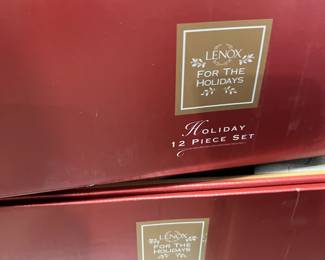 LENOX
FOR THE
HOLIDAYS
HOLIDAY
12 PIECE SET
LENOX
FOR THE
HOLIDAYS